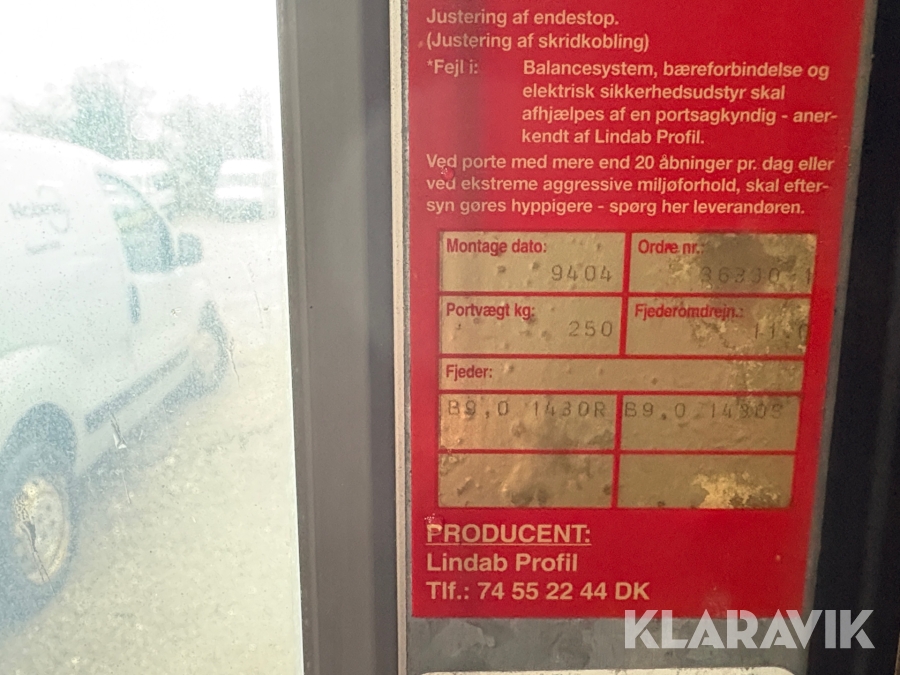 Justering af endestop.
(Justering af skridkobling)
*Fejl i: Balancesystem, bæreforbindelse og
elektrisk sikkerhedsudstyr skal
afhjælpes af en portsagkyndig - aner-
kendt af Lindab Profil.
Ved porte med mere end 20 åbninger pr. dag eller
ved ekstreme aggressive miljøforhold, skal efter-
syn gøres hyppigere - spørg her leverandøren.
Montage dato: Ordre nr.:
9404
Portvægt kg: Fjederomdrejn.:
250
Fjeder:
B9,0 1430R B9,0
PRODUCENT:
Lindab Profil
Tlf.: 74 55 22 44 DK
KLARAVIK